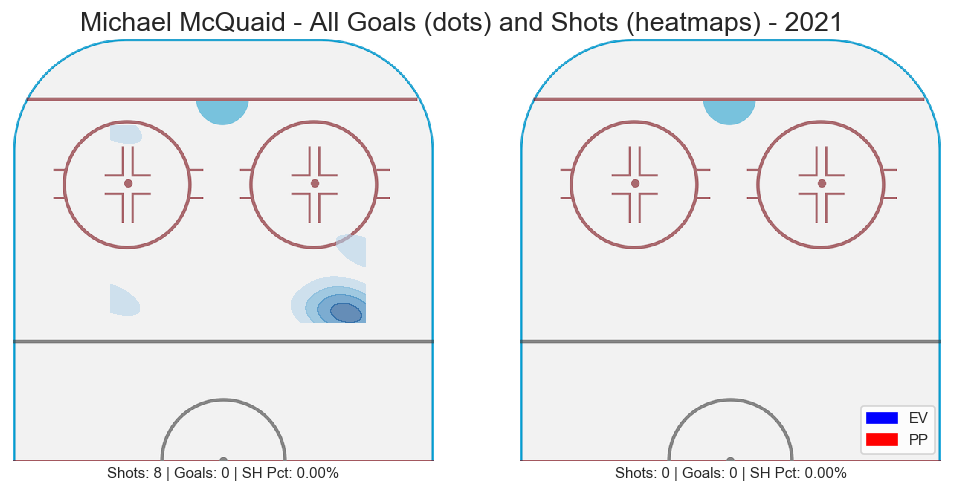 Michael McQuaid - All Goals (dots) and Shots (heatmaps) - 2021
EV
PP
Shots: 8 | Goals: 0 | SH Pct: 0.00%
Shots: 0 | Goals: 0 | SH Pct: 0.00%